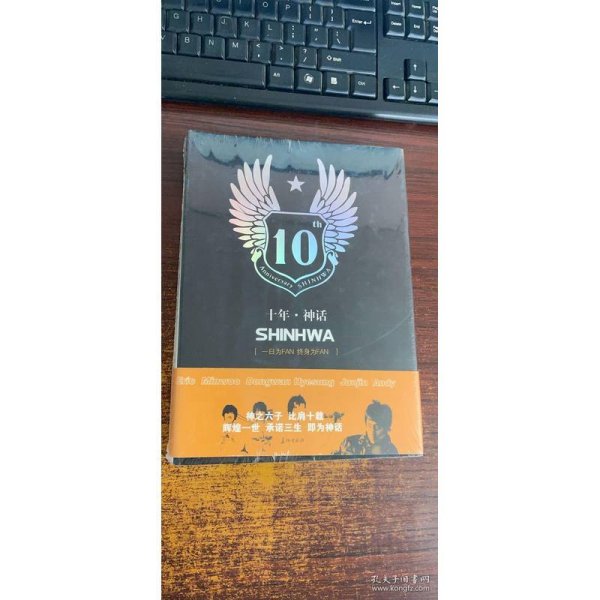 10th
Anniversary SHINHWA
十年·神话
SHINHWA
[ 一日为FAN 终身为FAN ]
Eric Minwoo Dongwan Hyesung Junjin Andy
神之六子 比肩十载
辉煌一世 承诺三生 即为神话
孔夫子旧书网
www.kongfz.com